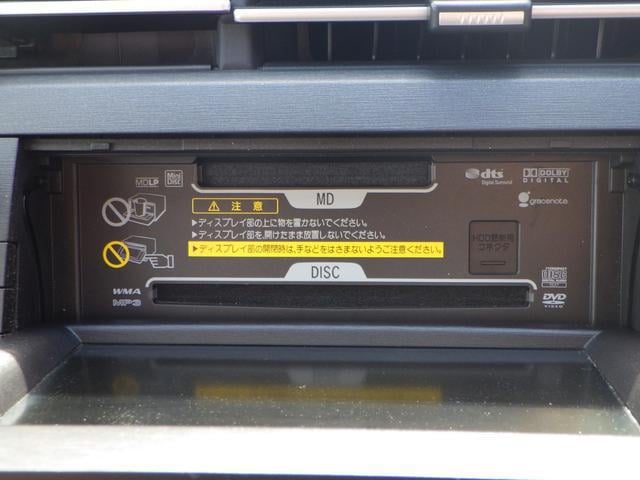 MDLP
Mini Disc
MD
dts
Digital Surround
DOLBY
DIGITAL
gracenote
注意
▶ディスプレイ部の上に物を置かないでください。
▶ディスプレイ部を、開けたまま放置しないでください。
▶ディスプレイ部の開閉時は、手などをはさまないようご注意ください。
HDD更新用
コネクタ
DISC
WMA
MP3
DISC
DVD
VIDEO